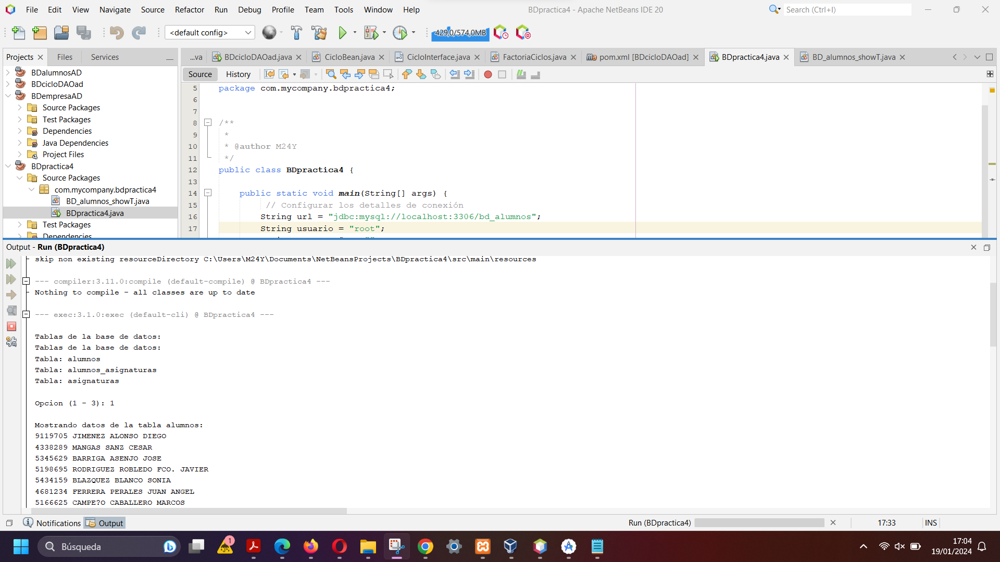 File Edit View Navigate Source Refactor Run Debug Profile Team Tools Window Help
BDpractica4 - Apache NetBeans IDE 20
Search (Ctrl+I)
<default config>
429,0/574,0MB
Projects Files Services
...va BDcicloDAOad.java CicloBean.java CicloInterface.java FactoriaCiclos.java pom.xml [BDcicloDAOad] BDpractica4.java BD_alumnos_showT.java
Source History
BDalumnosAD
BDcicloDAOad
BDempresaAD
Source Packages
Test Packages
Dependencies
Java Dependencies
Project Files
BDpractica4
Source Packages
com.mycompany.bdpractica4
BD_alumnos_showT.java
BDpractica4.java
Test Packages
Dependencies
5 package com.mycompany.bdpractica4;
6
7
8 /**
9 *
10 * @author M24Y
11 */
12 public class BDpractica4 {
13
14 public static void main(String[] args) {
15 // Configurar los detalles de conexión
16 String url = "jdbc:mysql://localhost:3306/bd_alumnos";
17 String usuario = "root";
Output - Run (BDpractica4)
skip non existing resourceDirectory C:\Users\M24Y\Documents\NetBeansProjects\BDpractica4\src\main\resources
--- compiler:3.11.0:compile (default-compile) @ BDpractica4 ---
Nothing to compile - all classes are up to date
--- exec:3.1.0:exec (default-cli) @ BDpractica4 ---
Tablas de la base de datos:
Tablas de la base de datos:
Tabla: alumnos
Tabla: alumnos_asignaturas
Tabla: asignaturas
Opcion (1 - 3): 1
Mostrando datos de la tabla alumnos:
9119705 JIMENEZ ALONSO DIEGO
4338289 MANGAS SANZ CESAR
5345629 BARRIGA ASENJO JOSE
5198695 RODRIGUEZ ROBLEDO FCO. JAVIER
5434159 BLAZQUEZ BLANCO SONIA
4681234 FERRERA PERALES JUAN ANGEL
5166625 CAMPE?O CABALLERO MARCOS
Notifications Output
Run (BDpractica4)
17:33 INS
Búsqueda
1
17:04
19/01/2024